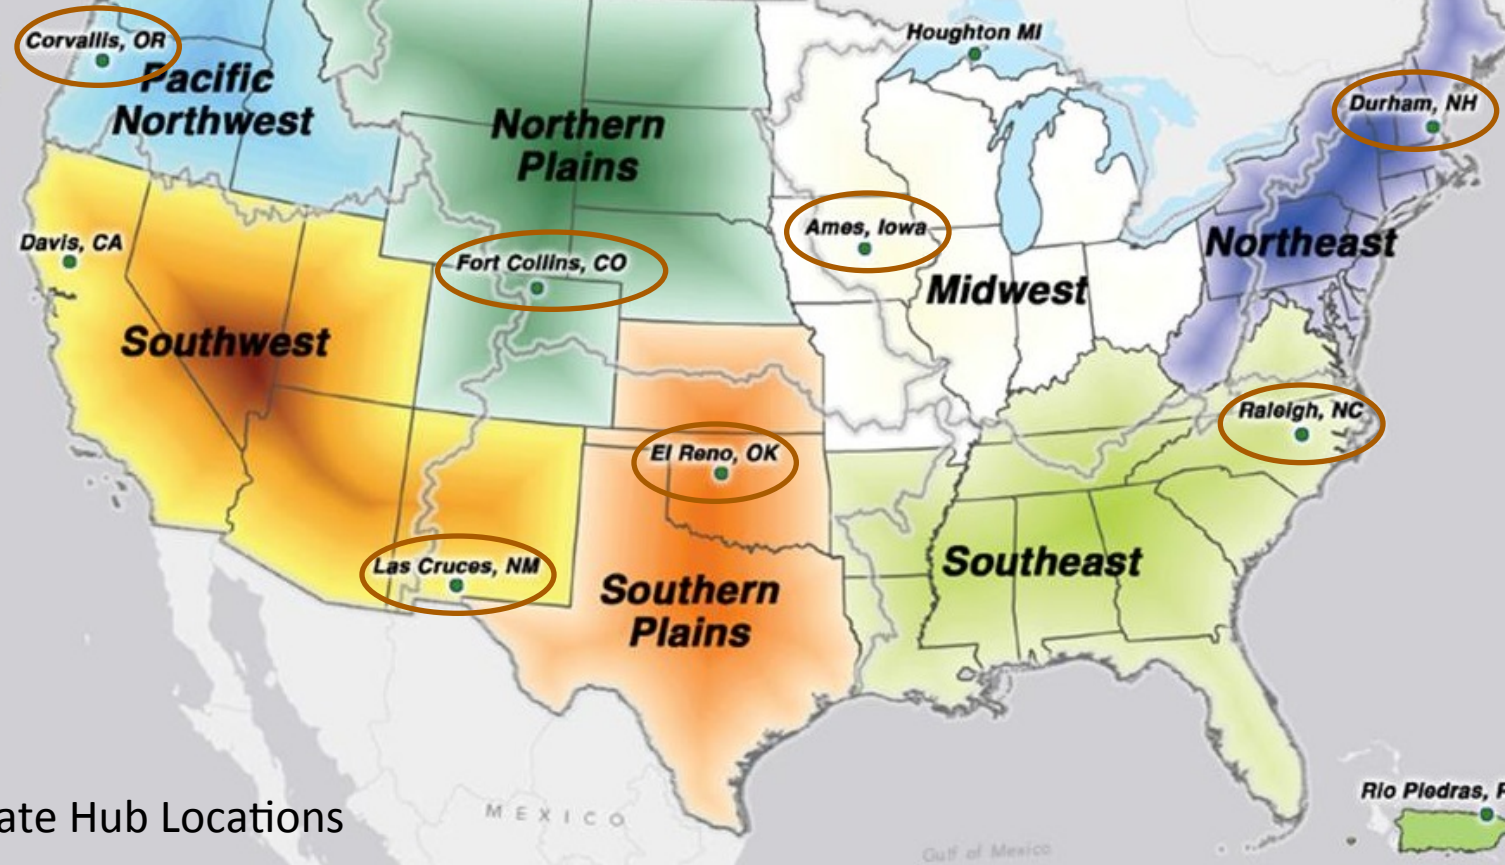 Houghton MI
Corvallis, OR
Pacific
Northwest
Durham, NH
Northern
Plains
Ames, Iowa
Davis, CA
Northeast
Fort Collins, CO
Midwest
Southwest
Raleigh, NC
El Reno, OK
Las Cruces, NM
Southeast
Southern
Plains
Rio Piedras, P
ate Hub Locations
MEXICO
Gulf of Mexico